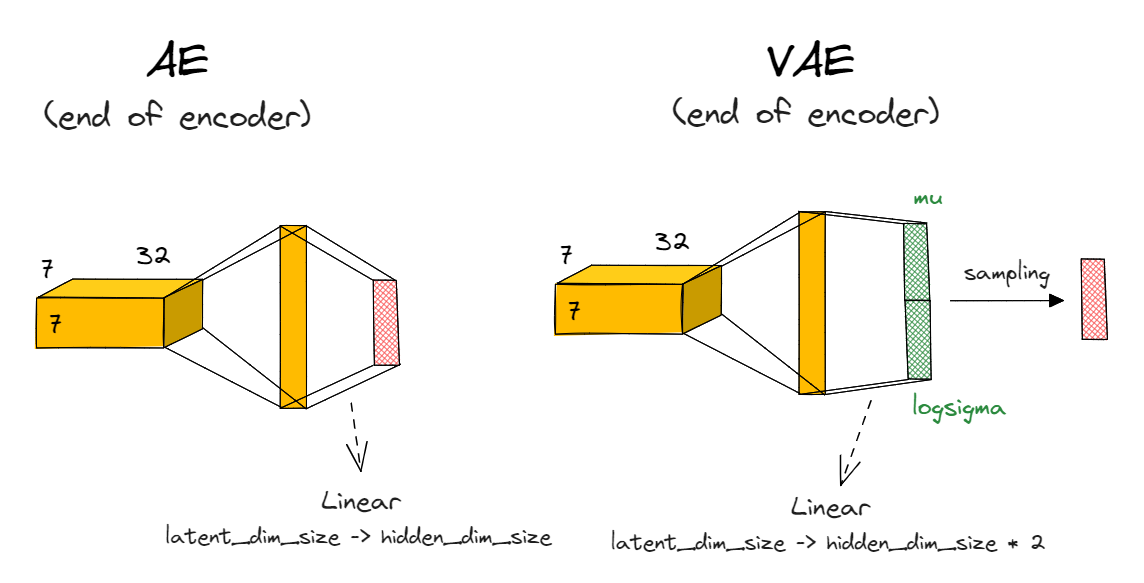 AE
(end of encoder)
7
32
7
Linear
latent_dim_size -> hidden_dim_size
VAE
(end of encoder)
7
32
7
mu
sampling
logsigma
Linear
latent_dim_size -> hidden_dim_size * 2